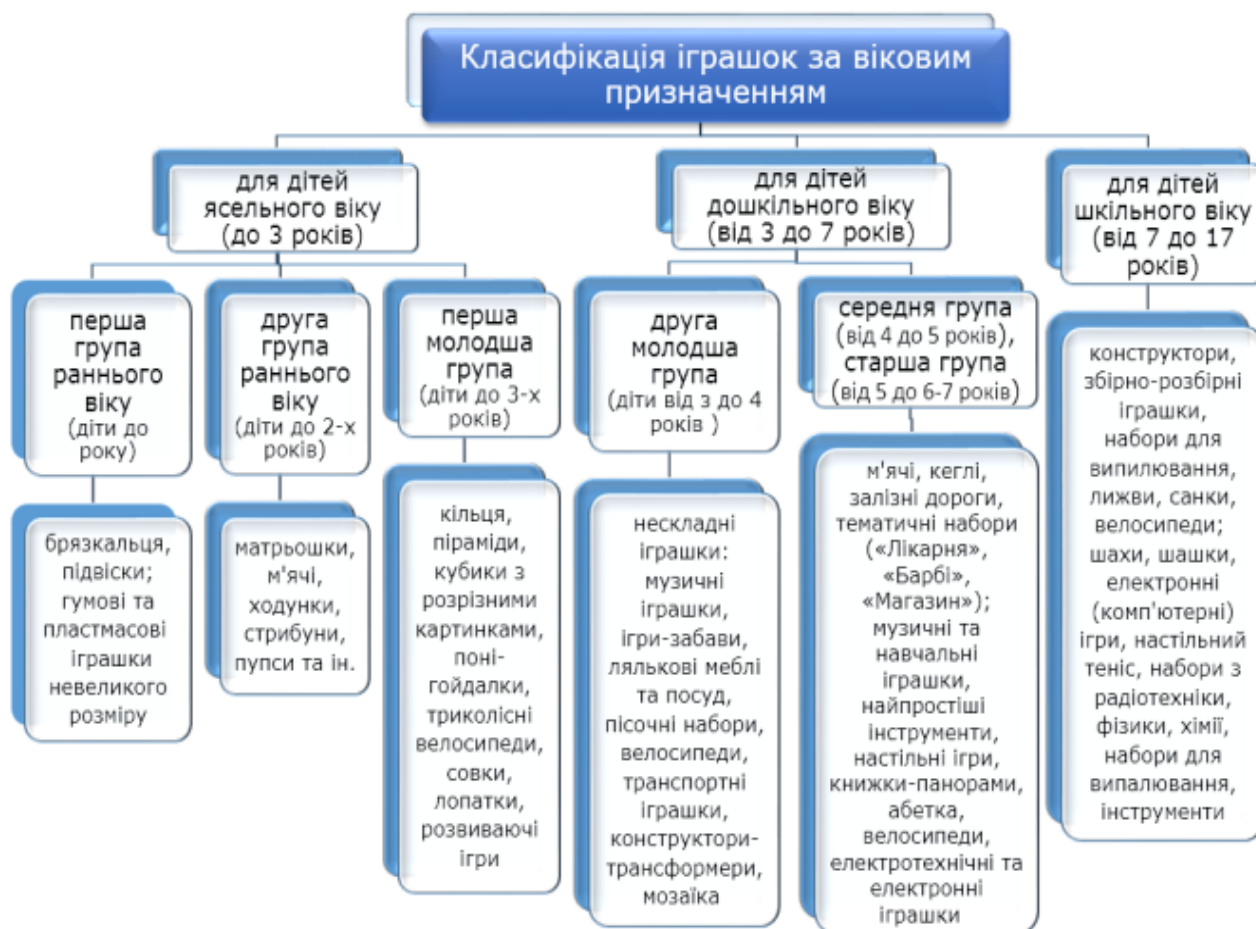 Класифікація іграшок за віковим
призначенням
для дітей
ясельного віку
(до 3 років)
для дітей
дошкільного віку
(від 3 до 7 років)
для дітей
шкільного віку
(від 7 до 17
років)
перша
група
раннього
віку
(діти до
року)
друга
група
раннього
віку
(діти до 2-х
років)
перша
молодша
група
(діти до 3-х
років)
друга
молодша
група
(діти від з до 4
років )
середня група
(від 4 до 5 років),
старша група
(від 5 до 6-7 років)
брязкальця,
підвіски;
гумові та
пластмасові
іграшки
невеликого
розміру
матрьошки,
м'ячі,
ходунки,
стрибуни,
пупси та ін.
кільця,
піраміди,
кубики з
розрізними
картинками,
поні-
гойдалки,
триколісні
велосипеди,
совки,
лопатки,
розвиваючі
ігри
нескладні
іграшки:
музичні
іграшки,
ігри-забави,
лялькові меблі
та посуд,
пісочні набори,
велосипеди,
транспортні
іграшки,
конструктори-
трансформери,
мозаїка
м'ячі, кеглі,
залізні дороги,
тематичні набори
(«Лікарня»,
«Барбі»,
«Магазин»);
музичні та
навчальні
іграшки,
найпростіші
інструменти,
настільні ігри,
книжки-панорами,
абетка,
велосипеди,
електротехнічні та
електронні
іграшки
конструктори,
збірно-розбірні
іграшки,
набори для
випилювання,
лижви, санки,
велосипеди;
шахи, шашки,
електронні
(комп'ютерні)
ігри, настільний
теніс, набори з
радіотехніки,
фізики, хімії,
набори для
випалювання,
інструменти